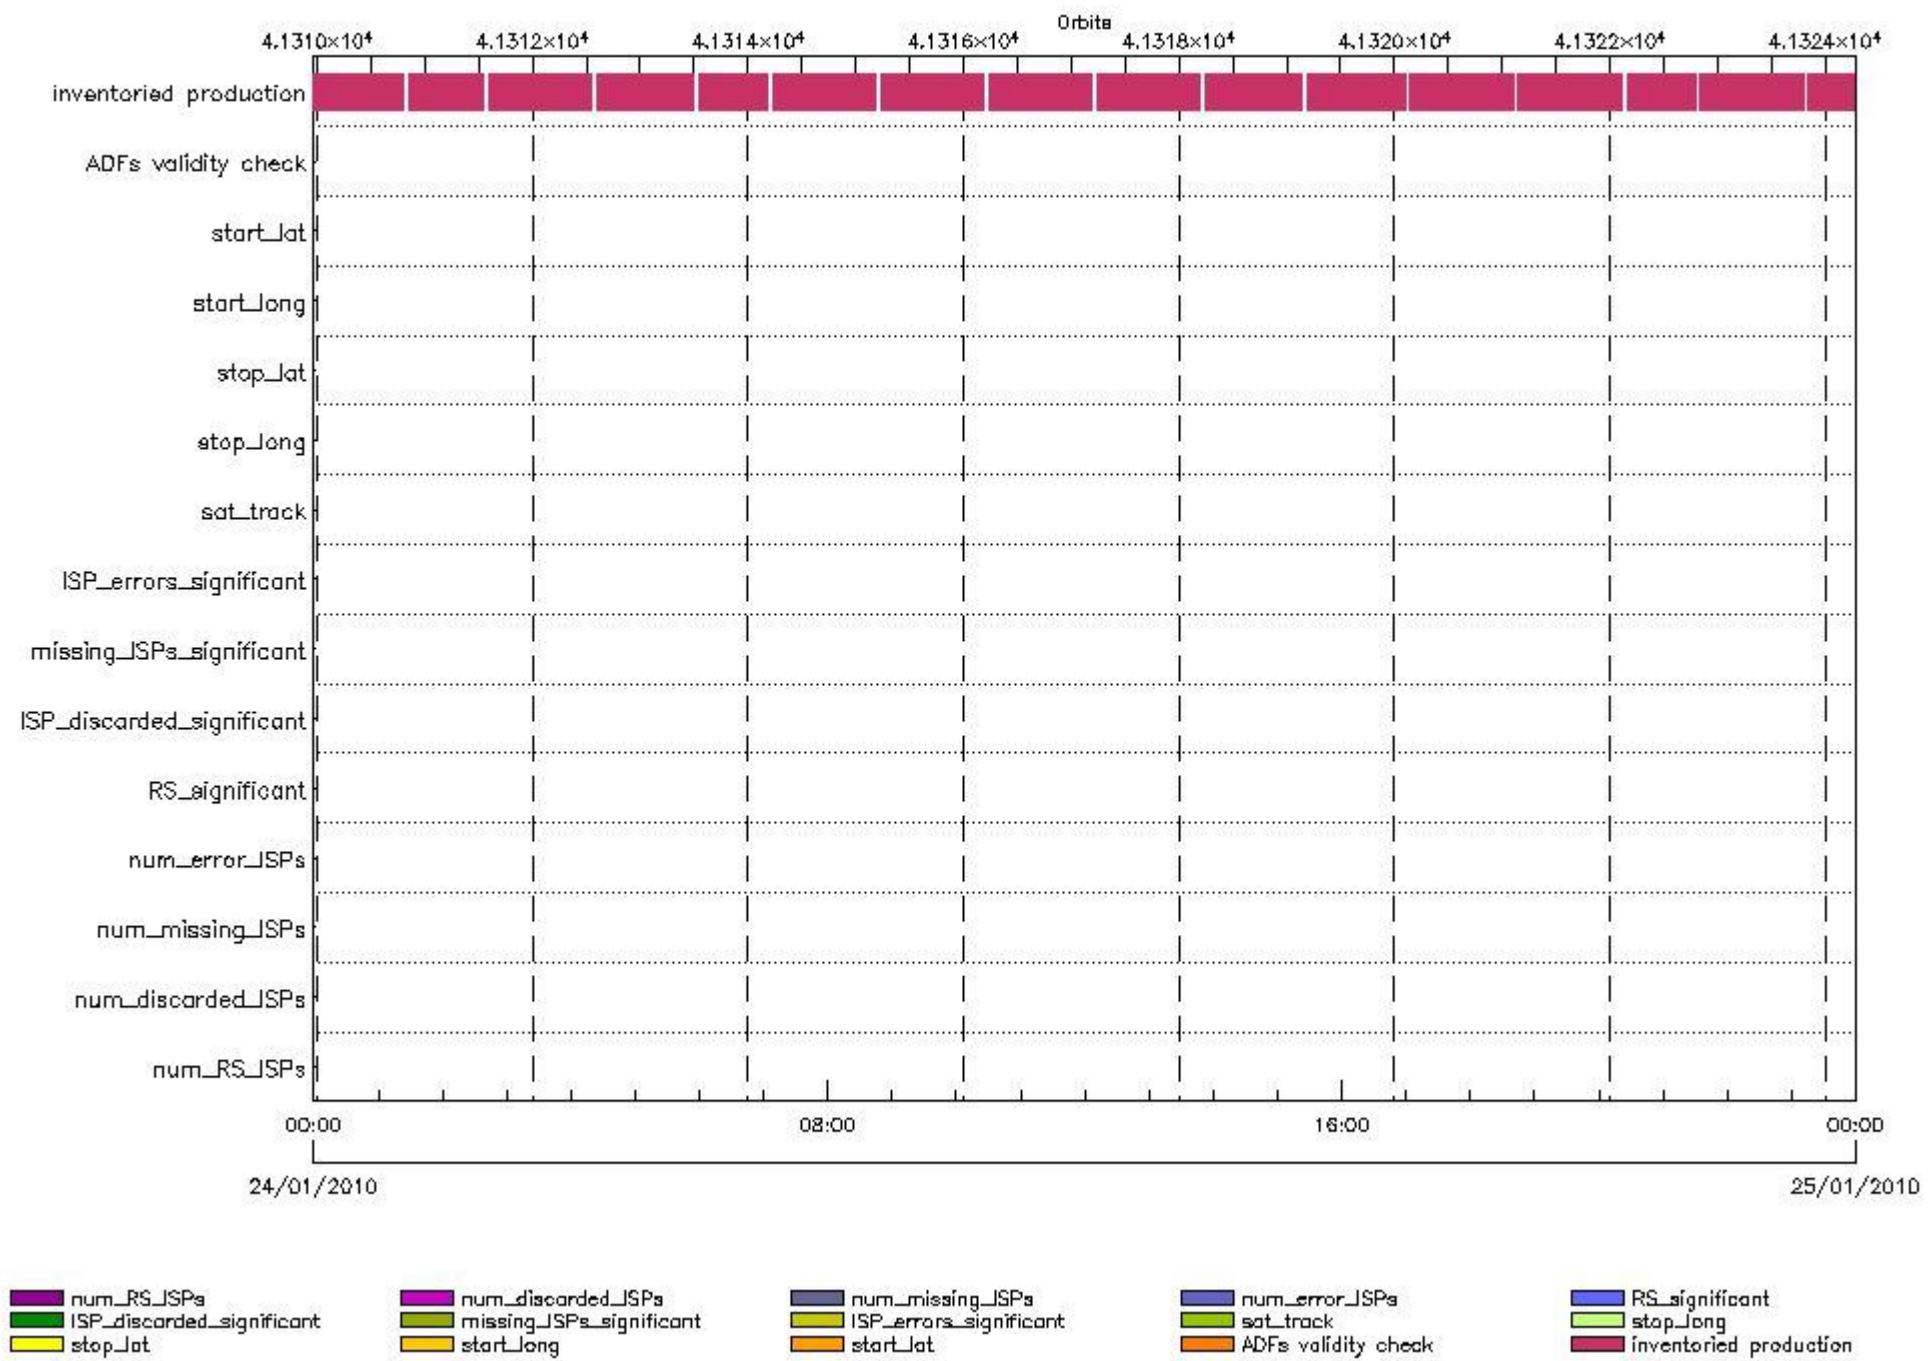 Orbits
4.1310×10⁴ 4.1312×10⁴ 4.1314×10⁴ 4.1316×10⁴ 4.1318×10⁴ 4.1320×10⁴ 4.1322×10⁴ 4.1324×10⁴
inventoried production
ADFs validity check
start_lat
start_long
stop_lat
stop_long
sat_track
ISP_errors_significant
missing_ISPs_significant
ISP_discarded_significant
RS_significant
num_error_ISPs
num_missing_ISPs
num_discarded_ISPs
num_RS_ISPs
00:00 08:00 16:00 00:00
24/01/2010 25/01/2010
num_RS_ISPs num_discarded_ISPs num_missing_ISPs num_error_ISPs RS_significant
ISP_discarded_significant missing_ISPs_significant ISP_errors_significant sat_track stop_long
stop_lat start_long start_lat ADFs validity check inventoried production